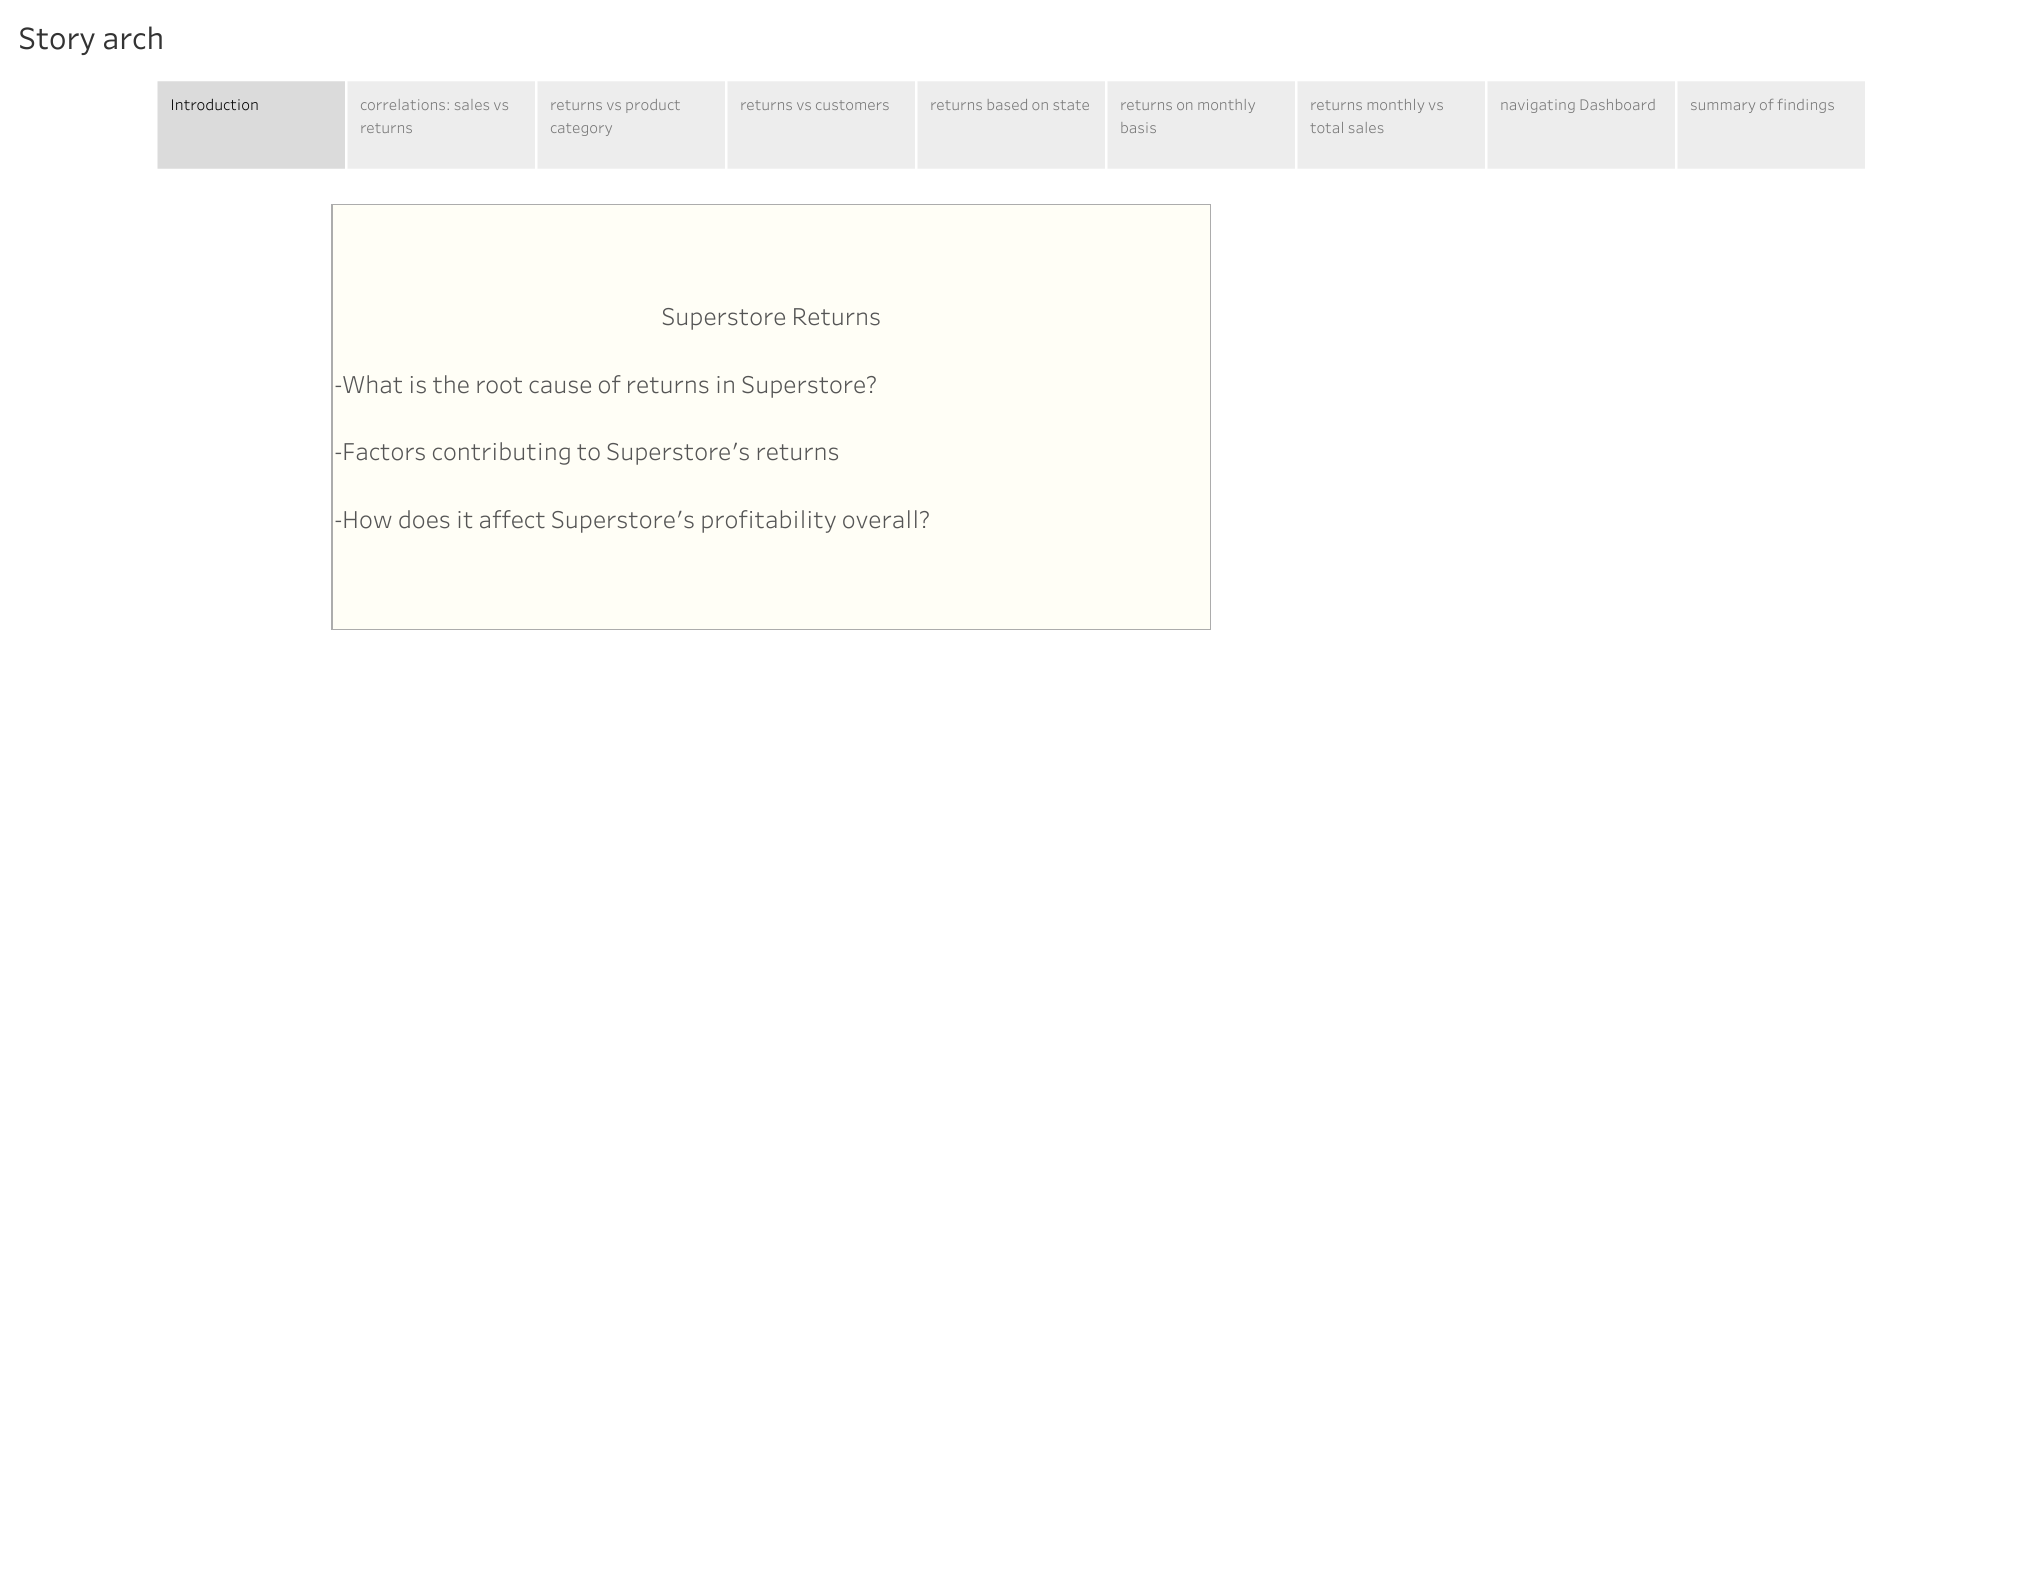 Story arch
Introduction
correlations: sales vs
returns
returns vs product
category
returns vs customers
returns based on state
returns on monthly
basis
returns monthly vs
total sales
navigating Dashboard
summary of findings
Superstore Returns
-What is the root cause of returns in Superstore?
-Factors contributing to Superstore’s returns
-How does it affect Superstore’s profitability overall?